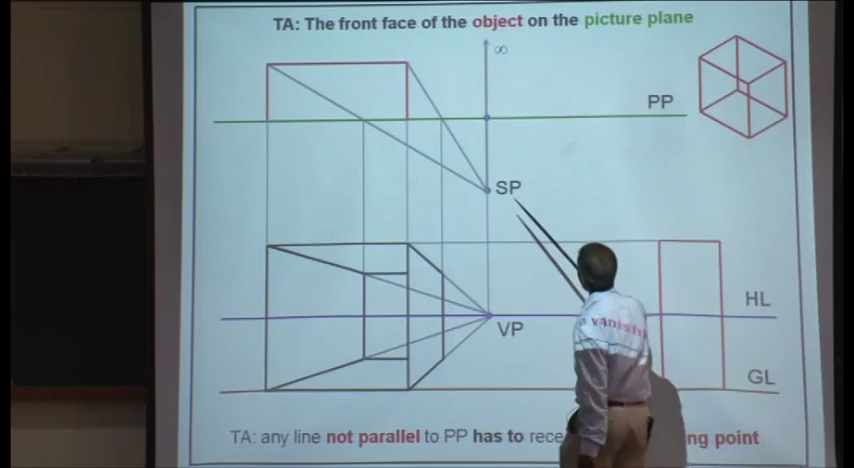 TA: The front face of the object on the picture plane
∞
PP
SP
HL
VP
GL
TA: any line not parallel to PP has to rece ng point